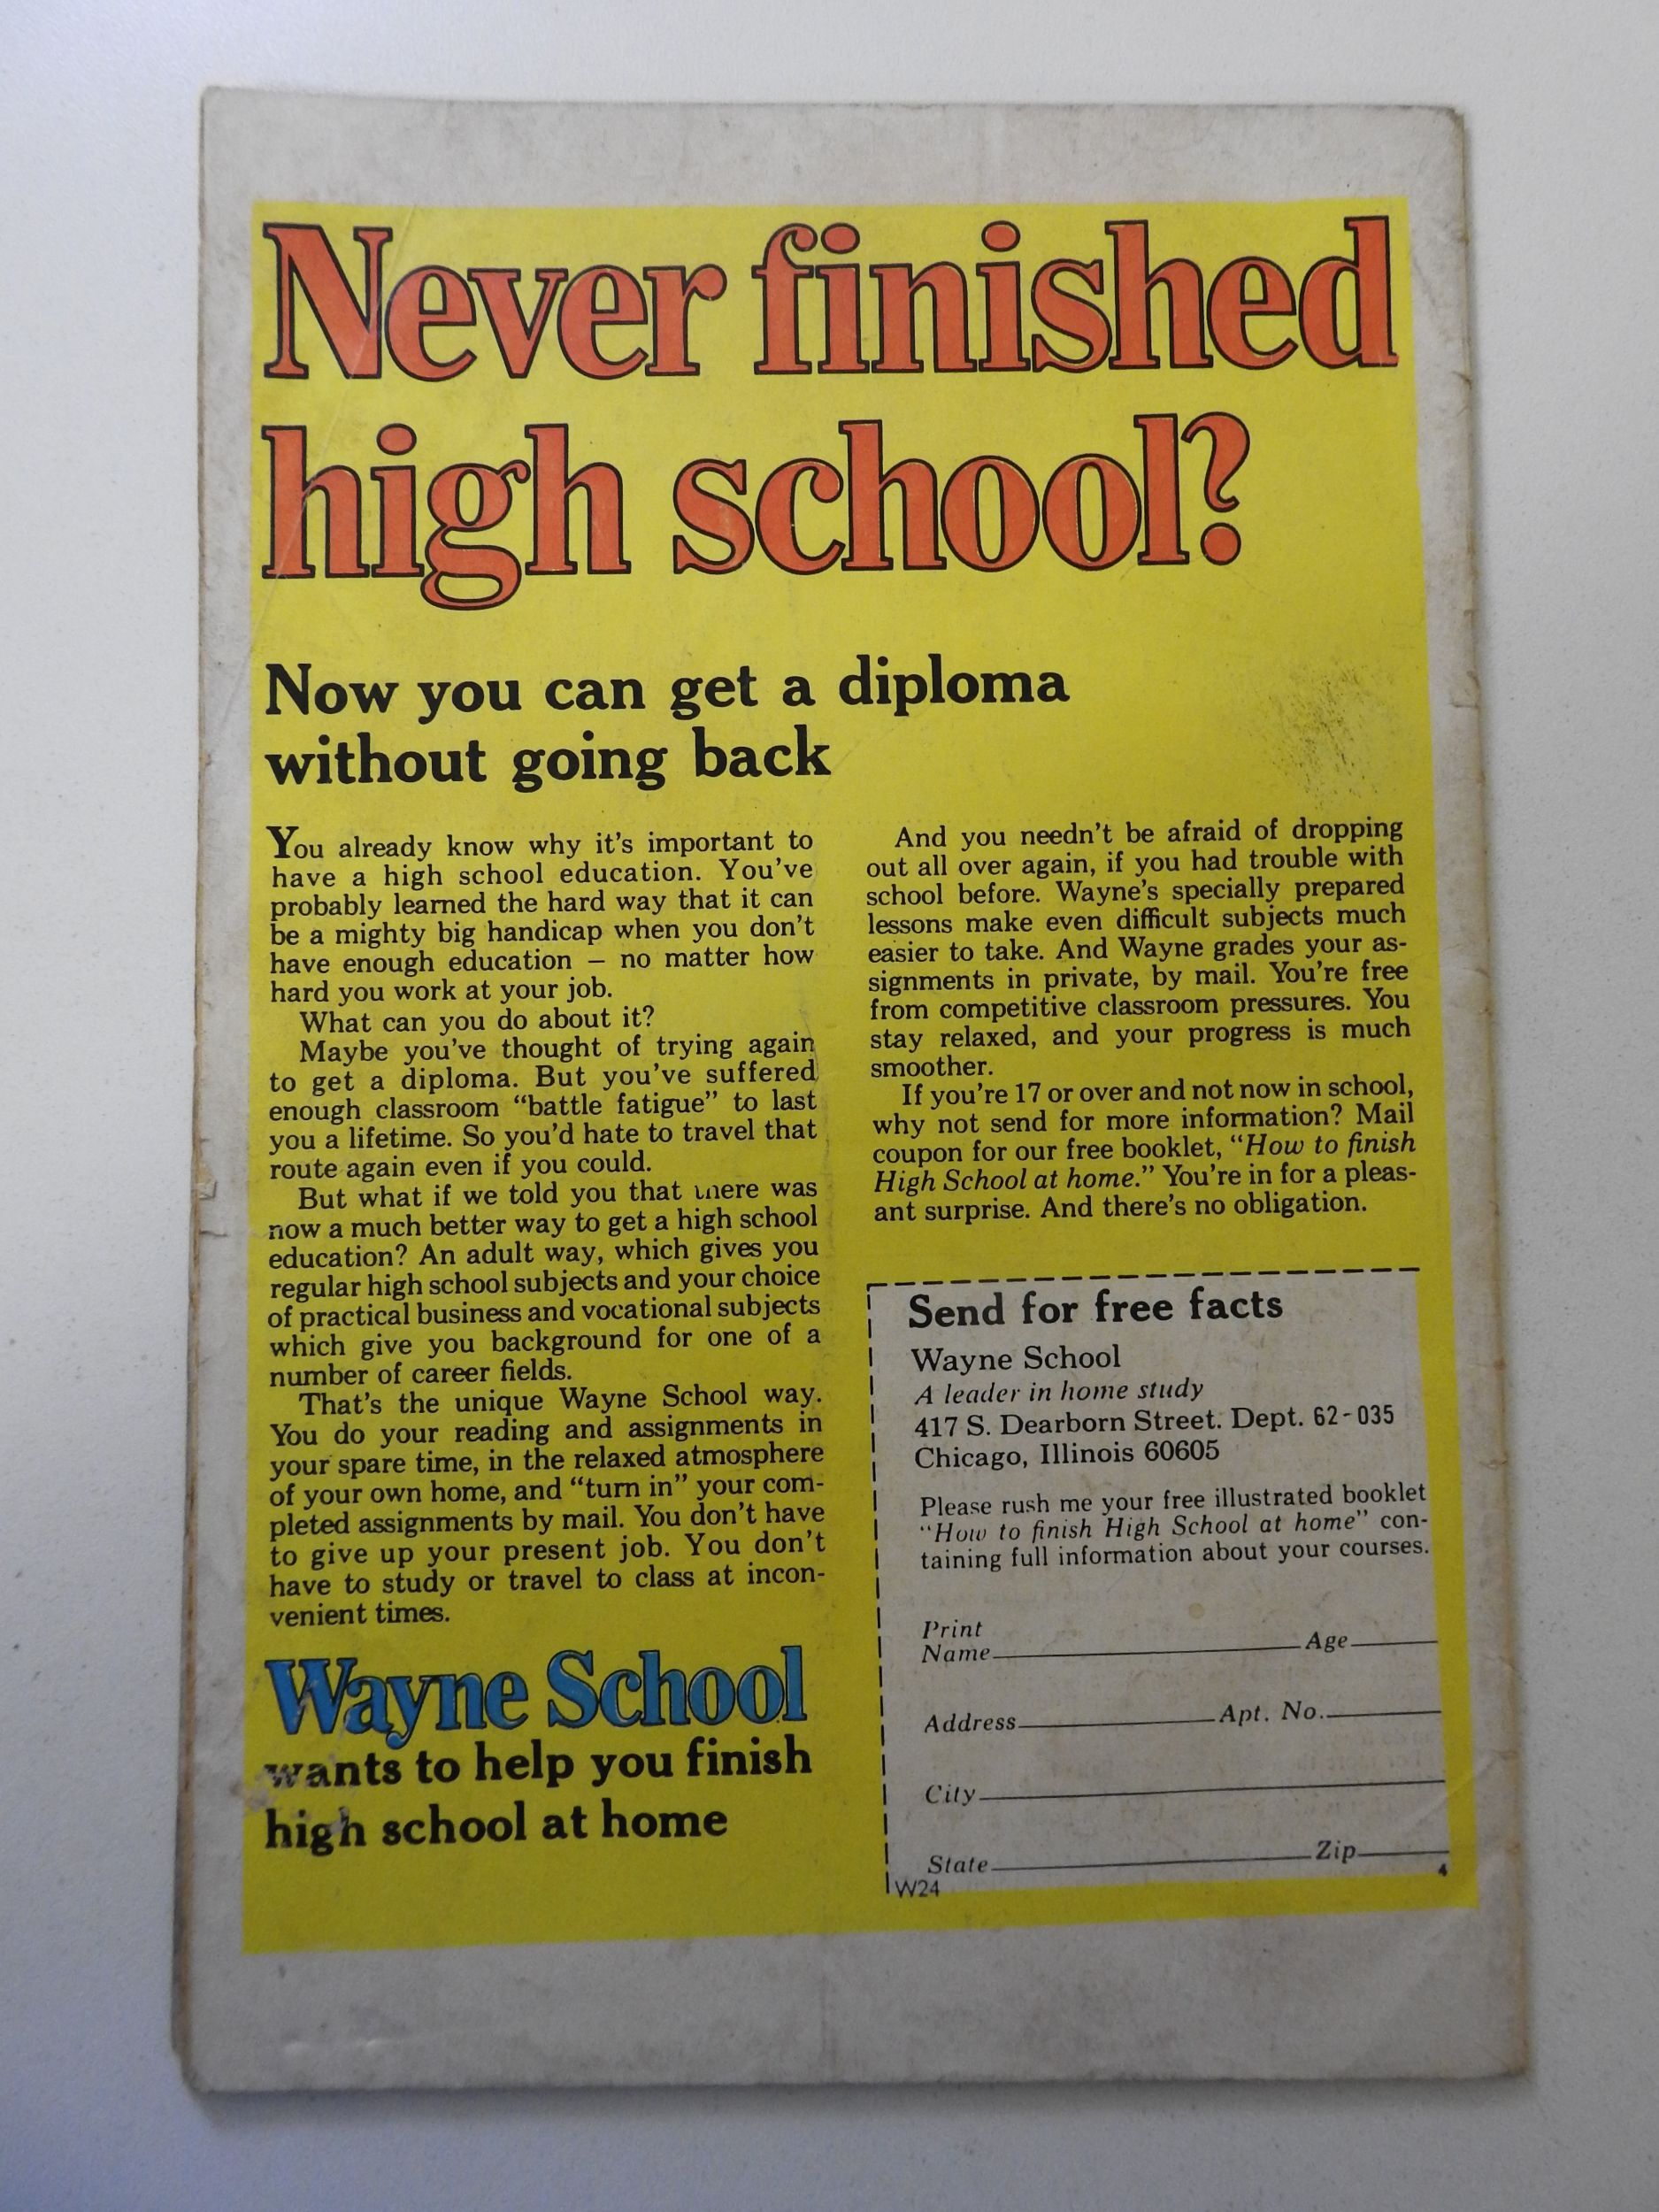 Never finished
high school?
Now you can get a diploma
without going back
You already know why it's important to
have a high school education. You've
probably learned the hard way that it can
be a mighty big handicap when you don't
have enough education – no matter how
hard you work at your job.
What can you do about it?
Maybe you've thought of trying again
to get a diploma. But you've suffered
enough classroom “battle fatigue” to last
you a lifetime. So you'd hate to travel that
route again even if you could.
But what if we told you that there was
now a much better way to get a high school
education? An adult way, which gives you
regular high school subjects and your choice
of practical business and vocational subjects
which give you background for one of a
number of career fields.
That's the unique Wayne School way.
You do your reading and assignments in
your spare time, in the relaxed atmosphere
of your own home, and “turn in” your com-
pleted assignments by mail. You don't have
to give up your present job. You don't
have to study or travel to class at incon-
venient times.
Wayne School
wants to help you finish
high school at home
And you needn't be afraid of dropping
out all over again, if you had trouble with
school before. Wayne's specially prepared
lessons make even difficult subjects much
easier to take. And Wayne grades your as-
signments in private, by mail. You're free
from competitive classroom pressures. You
stay relaxed, and your progress is much
smoother.
If you're 17 or over and not now in school,
why not send for more information? Mail
coupon for our free booklet, “How to finish
High School at home.” You're in for a pleas-
ant surprise. And there's no obligation.
Send for free facts
Wayne School
A leader in home study
417 S. Dearborn Street. Dept. 62-035
Chicago, Illinois 60605
Please rush me your free illustrated booklet
“How to finish High School at home” con-
taining full information about your courses.
Print
Name Age
Address Apt. No.
City
State Zip
W24 4